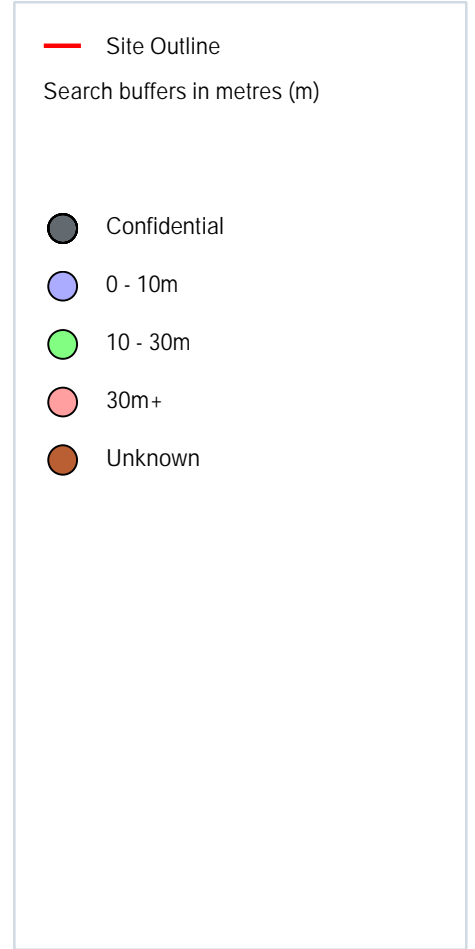 Site Outline
Search buffers in metres (m)
Confidential
0 - 10m
10 - 30m
30m+
Unknown